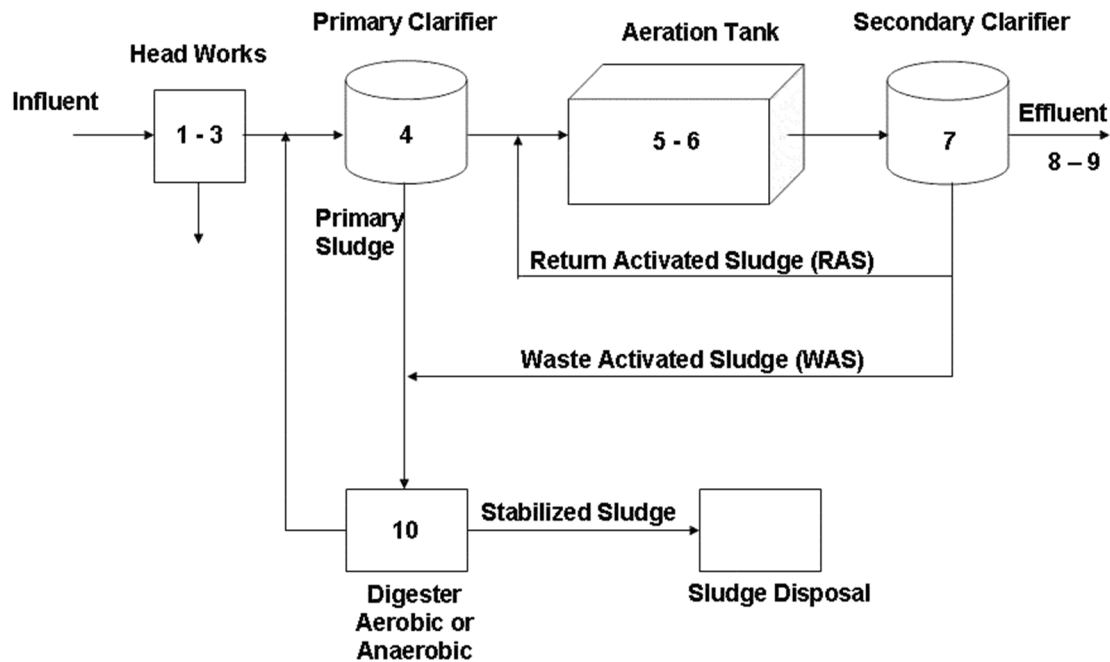 Primary Clarifier
Aeration Tank
Secondary Clarifier
Head Works
Influent
1 - 3
4
5 - 6
7
Effluent
8 – 9
Primary
Sludge
Return Activated Sludge (RAS)
Waste Activated Sludge (WAS)
10
Stabilized Sludge
Digester
Aerobic or
Anaerobic
Sludge Disposal